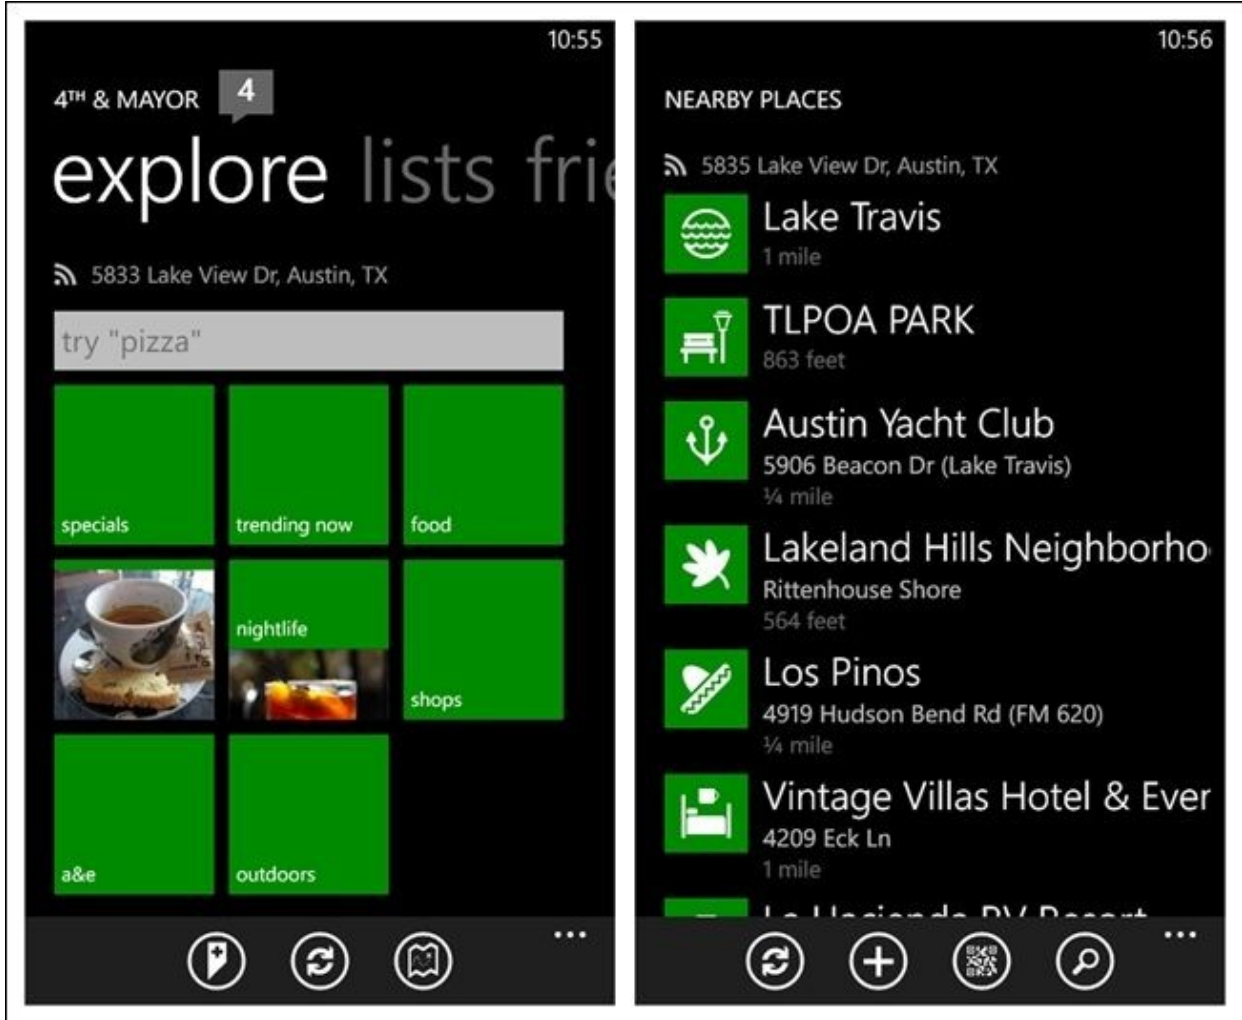 10:55
4TH & MAYOR 4
explore lists frie
5833 Lake View Dr, Austin, TX
try "pizza"
specials trending now food
nightlife
shops
a&e outdoors
...
10:56
NEARBY PLACES
5835 Lake View Dr, Austin, TX
Lake Travis
1 mile
TLPOA PARK
863 feet
Austin Yacht Club
5906 Beacon Dr (Lake Travis)
¼ mile
Lakeland Hills Neighborho
Rittenhouse Shore
564 feet
Los Pinos
4919 Hudson Bend Rd (FM 620)
¼ mile
Vintage Villas Hotel & Ever
4209 Eck Ln
1 mile
La Hacienda RV Resort
...